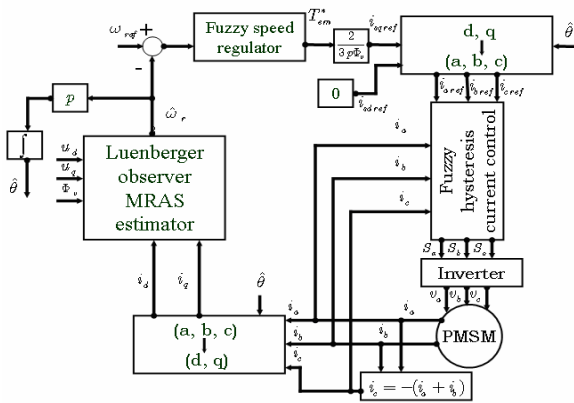 ω_ref
+
-
Fuzzy speed
regulator
T*_em
2
3 pΦ_v
i_sqref
0
i_sdref
d, q
(a, b, c)
θ̂
i_aref
i_bref
i_cref
p
∫
θ̂
ω̂_r
u_d
u_q
Φ_v
Luenberger
observer
MRAS
estimator
i_a
i_b
i_c
Fuzzy
hysteresis
current control
S_a
S_b
S_c
Inverter
v_a
v_b
v_c
PMSM
i_d
i_q
θ̂
(a, b, c)
(d, q)
i_a
i_b
i_c
i_a
i_b
i_c = -(i_a + i_b)